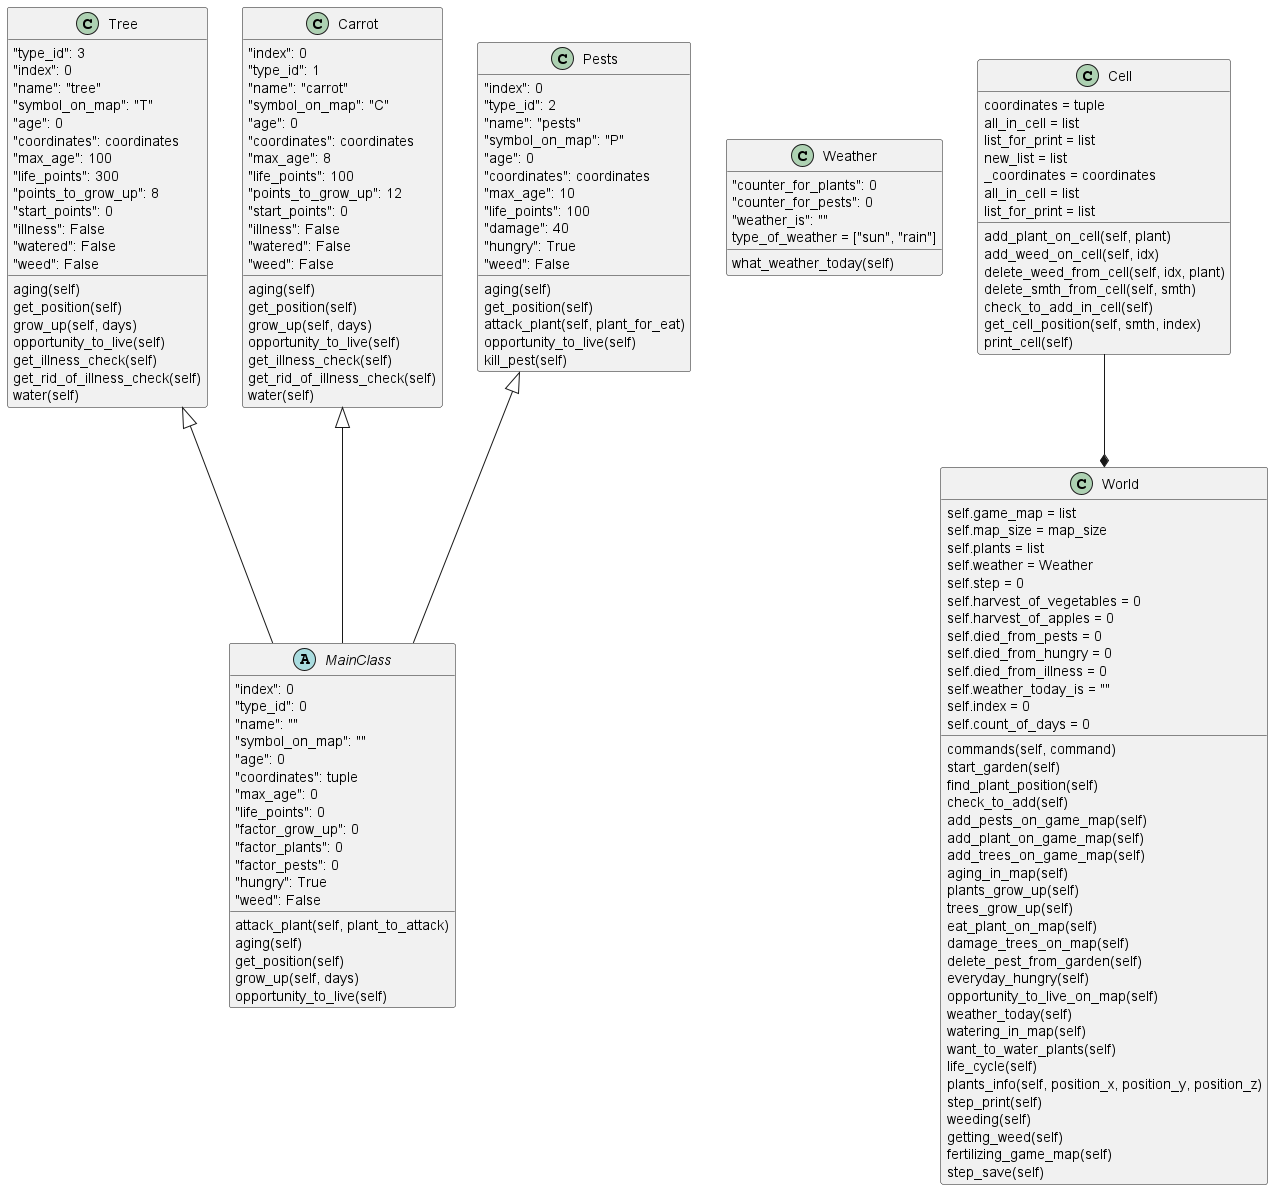 C Tree
"type_id": 3
"index": 0
"name": "tree"
"symbol_on_map": "T"
"age": 0
"coordinates": coordinates
"max_age": 100
"life_points": 300
"points_to_grow_up": 8
"start_points": 0
"illness": False
"watered": False
"weed": False
aging(self)
get_position(self)
grow_up(self, days)
opportunity_to_live(self)
get_illness_check(self)
get_rid_of_illness_check(self)
water(self)
C Carrot
"index": 0
"type_id": 1
"name": "carrot"
"symbol_on_map": "C"
"age": 0
"coordinates": coordinates
"max_age": 8
"life_points": 100
"points_to_grow_up": 12
"start_points": 0
"illness": False
"watered": False
"weed": False
aging(self)
get_position(self)
grow_up(self, days)
opportunity_to_live(self)
get_illness_check(self)
get_rid_of_illness_check(self)
water(self)
C Pests
"index": 0
"type_id": 2
"name": "pests"
"symbol_on_map": "P"
"age": 0
"coordinates": coordinates
"max_age": 10
"life_points": 100
"damage": 40
"hungry": True
"weed": False
aging(self)
get_position(self)
attack_plant(self, plant_for_eat)
opportunity_to_live(self)
kill_pest(self)
C Weather
"counter_for_plants": 0
"counter_for_pests": 0
"weather_is": ""
type_of_weather = ["sun", "rain"]
what_weather_today(self)
C Cell
coordinates = tuple
all_in_cell = list
list_for_print = list
new_list = list
_coordinates = coordinates
all_in_cell = list
list_for_print = list
add_plant_on_cell(self, plant)
add_weed_on_cell(self, idx)
delete_weed_from_cell(self, idx, plant)
delete_smth_from_cell(self, smth)
check_to_add_in_cell(self)
get_cell_position(self, smth, index)
print_cell(self)
A MainClass
"index": 0
"type_id": 0
"name": ""
"symbol_on_map": ""
"age": 0
"coordinates": tuple
"max_age": 0
"life_points": 0
"factor_grow_up": 0
"factor_plants": 0
"factor_pests": 0
"hungry": True
"weed": False
attack_plant(self, plant_to_attack)
aging(self)
get_position(self)
grow_up(self, days)
opportunity_to_live(self)
C World
self.game_map = list
self.map_size = map_size
self.plants = list
self.weather = Weather
self.step = 0
self.harvest_of_vegetables = 0
self.harvest_of_apples = 0
self.died_from_pests = 0
self.died_from_hungry = 0
self.died_from_illness = 0
self.weather_today_is = ""
self.index = 0
self.count_of_days = 0
commands(self, command)
start_garden(self)
find_plant_position(self)
check_to_add(self)
add_pests_on_game_map(self)
add_plant_on_game_map(self)
add_trees_on_game_map(self)
aging_in_map(self)
plants_grow_up(self)
trees_grow_up(self)
eat_plant_on_map(self)
damage_trees_on_map(self)
delete_pest_from_garden(self)
everyday_hungry(self)
opportunity_to_live_on_map(self)
weather_today(self)
watering_in_map(self)
want_to_water_plants(self)
life_cycle(self)
plants_info(self, position_x, position_y, position_z)
step_print(self)
weeding(self)
getting_weed(self)
fertilizing_game_map(self)
step_save(self)